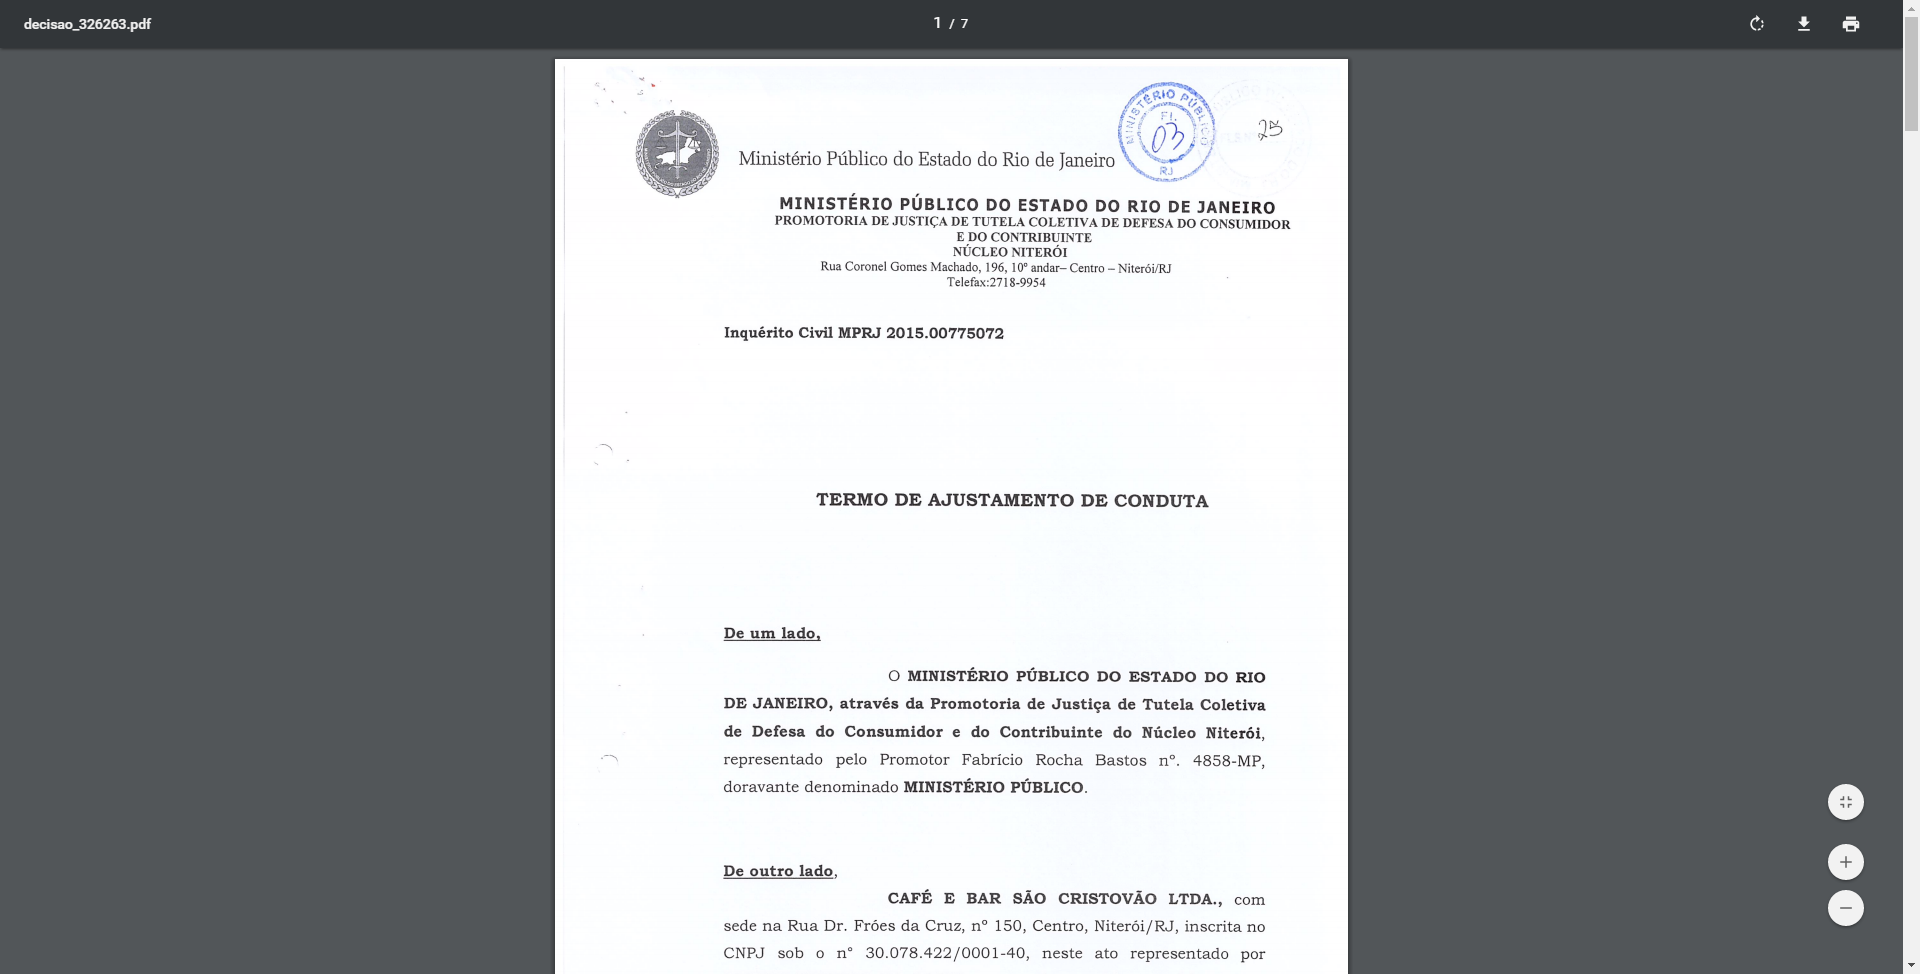 decisao_326263.pdf
1 / 7
MINISTÉRIO PÚBLICO
Fl.
03
RJ
25
Ministério Público do Estado do Rio de Janeiro
MINISTÉRIO PÚBLICO DO ESTADO DO RIO DE JANEIRO
PROMOTORIA DE JUSTIÇA DE TUTELA COLETIVA DE DEFESA DO CONSUMIDOR
E DO CONTRIBUINTE
NÚCLEO NITERÓI
Rua Coronel Gomes Machado, 196, 10º andar– Centro – Niterói/RJ
Telefax:2718-9954
Inquérito Civil MPRJ 2015.00775072
TERMO DE AJUSTAMENTO DE CONDUTA
De um lado,
O MINISTÉRIO PÚBLICO DO ESTADO DO RIO
DE JANEIRO, através da Promotoria de Justiça de Tutela Coletiva
de Defesa do Consumidor e do Contribuinte do Núcleo Niterói,
representado pelo Promotor Fabrício Rocha Bastos nº. 4858-MP,
doravante denominado MINISTÉRIO PÚBLICO.
De outro lado,
CAFÉ E BAR SÃO CRISTOVÃO LTDA., com
sede na Rua Dr. Fróes da Cruz, nº 150, Centro, Niterói/RJ, inscrita no
CNPJ sob o n° 30.078.422/0001-40, neste ato representado por